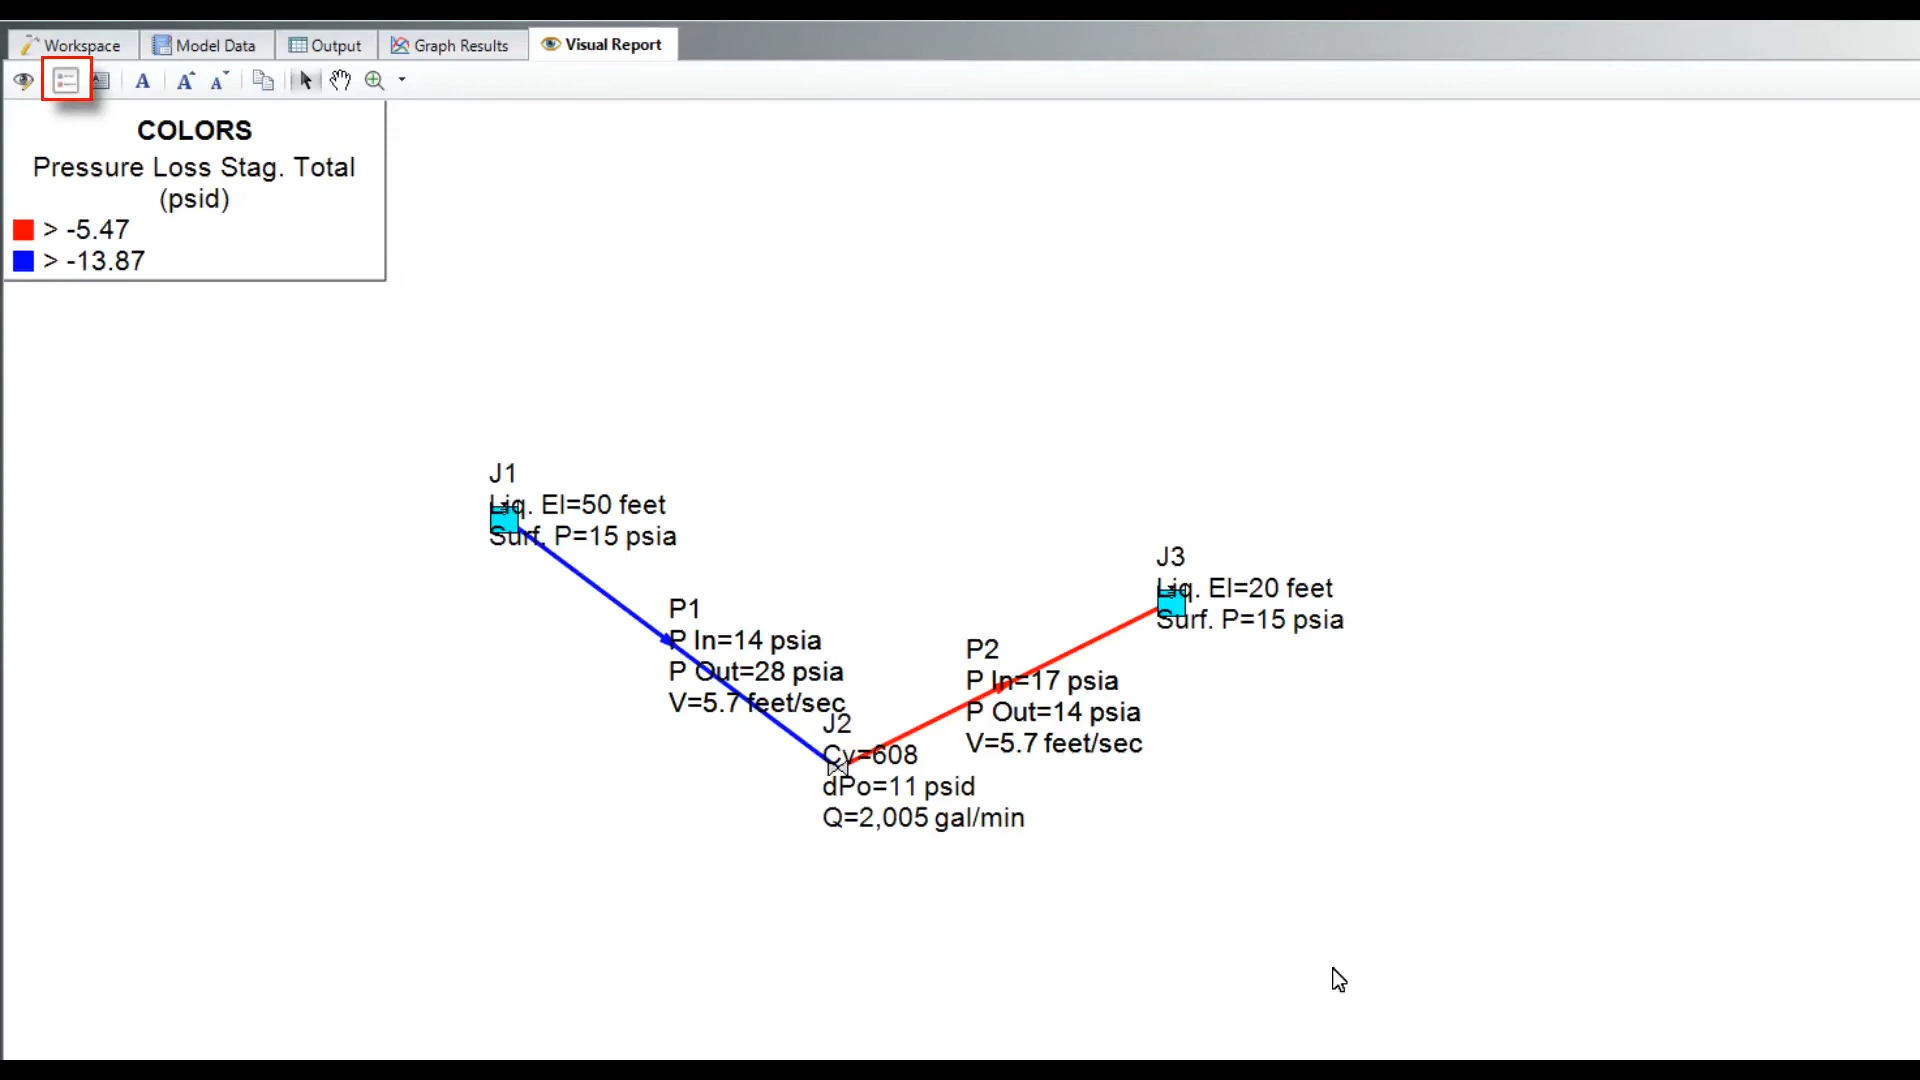 Workspace
Model Data
Output
Graph Results
Visual Report
A
A
A
COLORS
Pressure Loss Stag. Total
(psid)
> -5.47
> -13.87
J1
Liq. El=50 feet
Surf. P=15 psia
J3
Liq. El=20 feet
Surf. P=15 psia
P1
P In=14 psia
P Out=28 psia
V=5.7 feet/sec
P2
P In=17 psia
P Out=14 psia
V=5.7 feet/sec
J2
Cv=608
dPo=11 psid
Q=2,005 gal/min